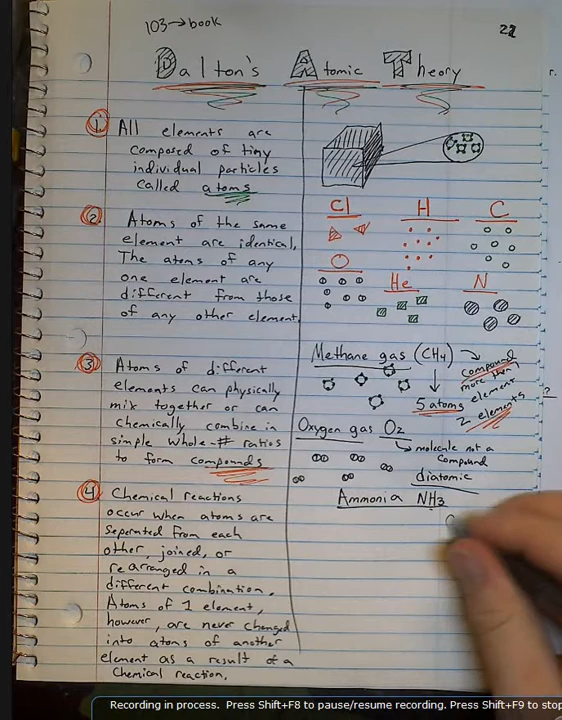 103→book
22
Dalton's Atomic Theory
r.
1 All elements are
composed of tiny
individual particles
called atoms
2 Atoms of the same
element are identical.
The atoms of any
one element are
different from those
of any other element.
Cl H C
O He N
3 Atoms of different
elements can physically
mix together or can
chemically combine in
simple whole-# ratios
to form compounds
Methane gas (CH4) →
compound
more than 1
element
2 elements
5 atoms
Oxygen gas O2
→ molecule not a
compound
diatomic
Ammonia NH3
4 Chemical reactions
occur when atoms are
seperated from each
other, joined, or
rearranged in a
different combination.
Atoms of 1 element,
however, are never changed
into atoms of another
element as a result of a
chemical reaction.
Recording in process. Press Shift+F8 to pause/resume recording. Press Shift+F9 to stop